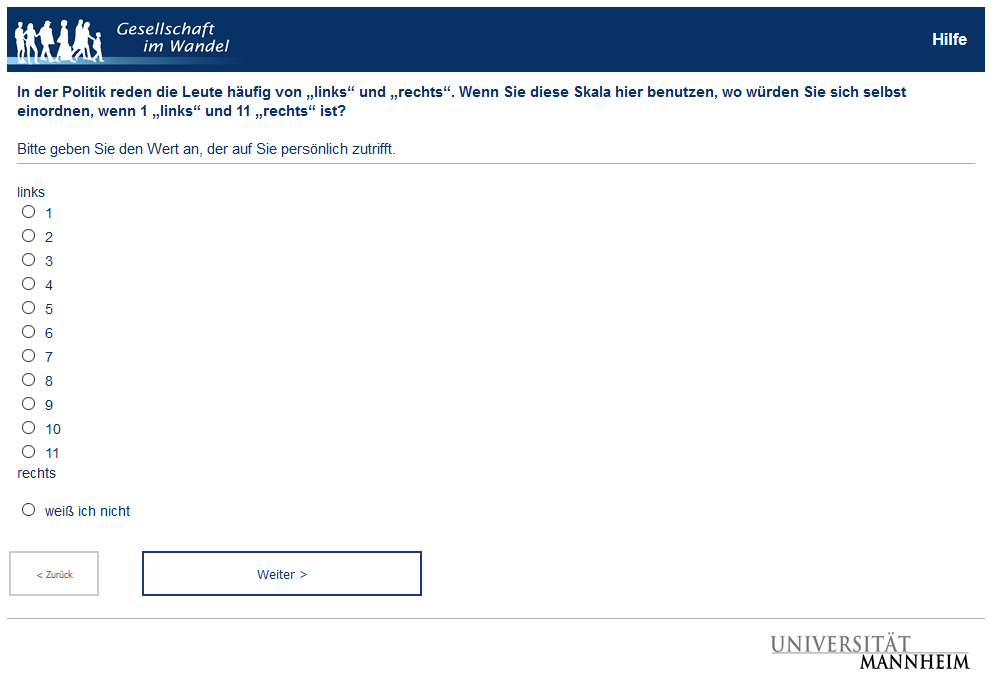 Gesellschaft
im Wandel
Hilfe
In der Politik reden die Leute häufig von „links“ und „rechts“. Wenn Sie diese Skala hier benutzen, wo würden Sie sich selbst
einordnen, wenn 1 „links“ und 11 „rechts“ ist?
Bitte geben Sie den Wert an, der auf Sie persönlich zutrifft.
links
1
2
3
4
5
6
7
8
9
10
11
rechts
weiß ich nicht
< Zurück
Weiter >
UNIVERSITÄT
MANNHEIM